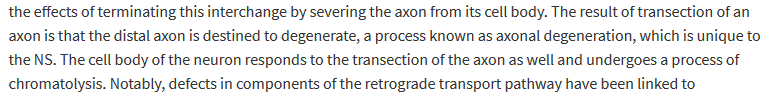 the effects of terminating this interchange by severing the axon from its cell body. The result of transection of an
axon is that the distal axon is destined to degenerate, a process known as axonal degeneration, which is unique to
the NS. The cell body of the neuron responds to the transection of the axon as well and undergoes a process of
chromatolysis. Notably, defects in components of the retrograde transport pathway have been linked to